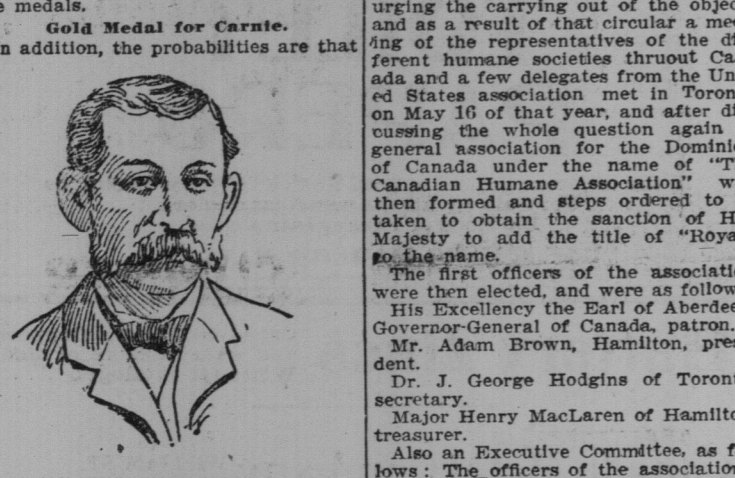 medals.
Gold Medal for Carnie.
n addition, the probabilities are that
urging the carrying out of the objec
and as a result of that circular a me
ing of the representatives of the di
ferent humane societies thruout Ca
ada and a few delegates from the Un
ed States association met in Toron
on May 16 of that year, and after di
cussing the whole question again
general association for the Dominic
of Canada under the name of "T
Canadian Humane Association" w
then formed and steps ordered to
taken to obtain the sanction of H
Majesty to add the title of "Roya
to the name.
The first officers of the associati
were then elected, and were as follow
His Excellency the Earl of Aberdee
Governor-General of Canada, patron.
Mr. Adam Brown, Hamilton, pres
dent.
Dr. J. George Hodgins of Toront
secretary.
Major Henry MacLaren of Hamilto
treasurer.
Also an Executive Committee, as f
lows: The officers of the association